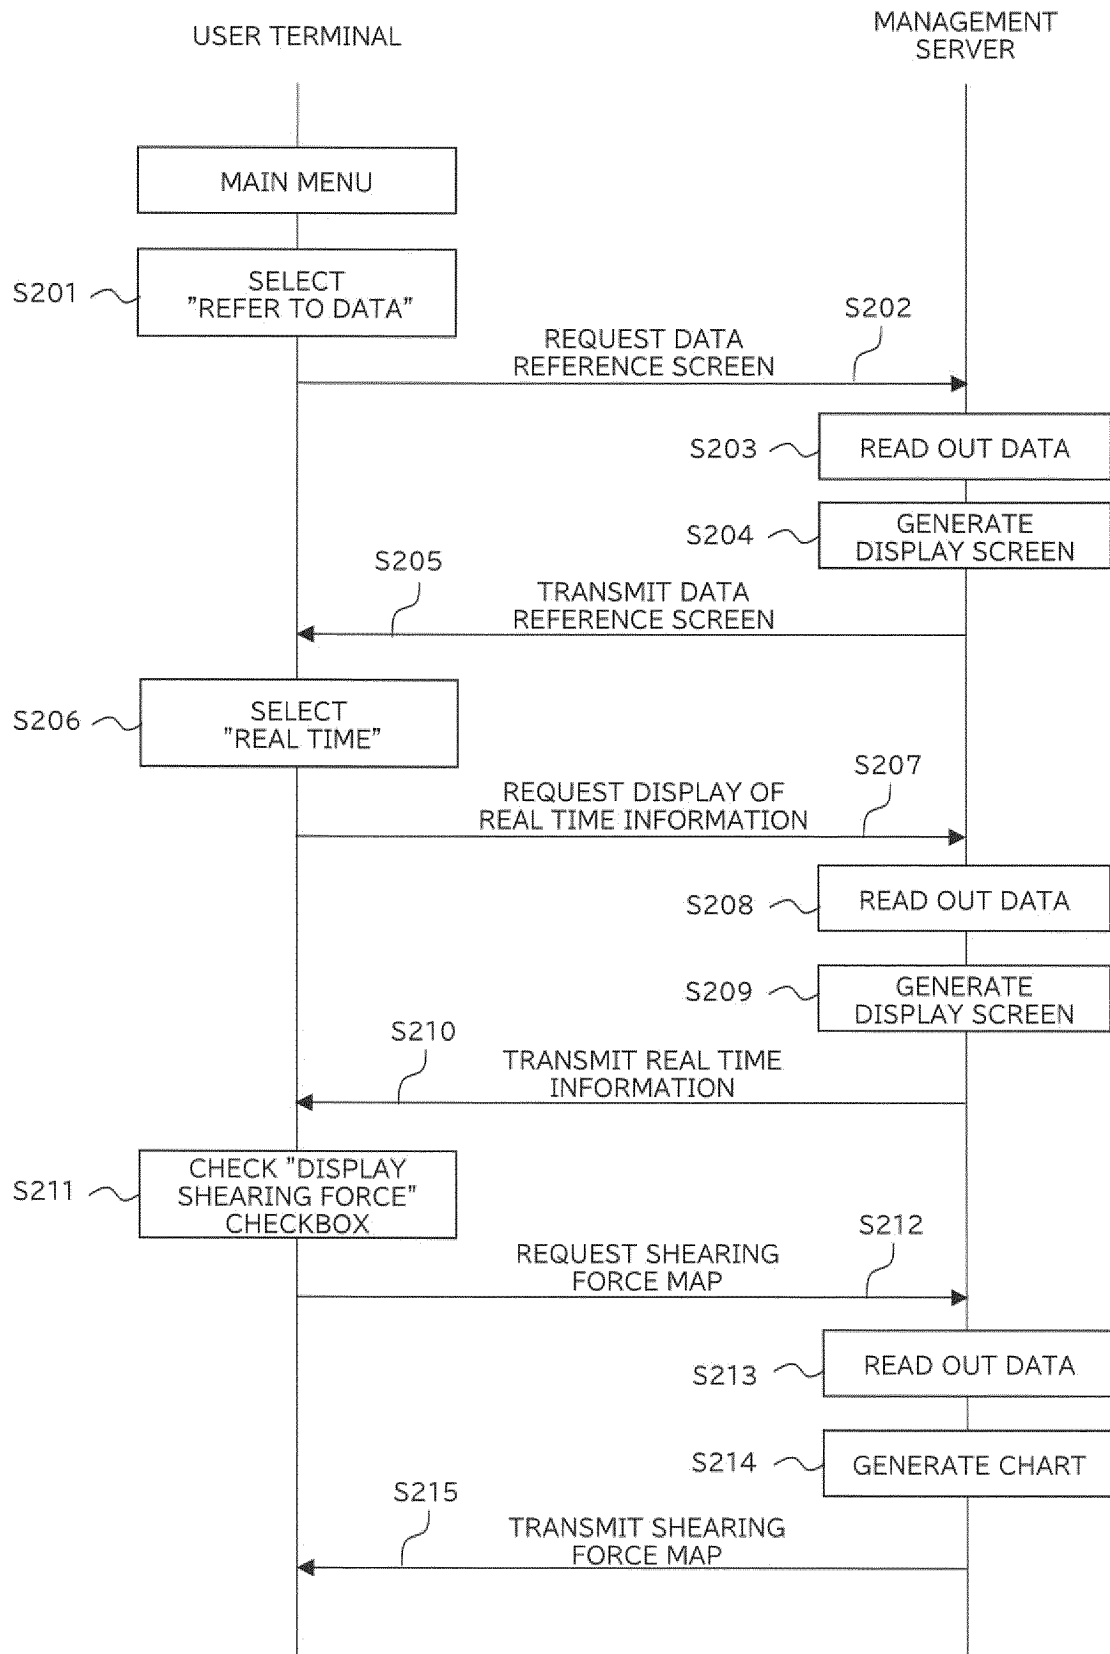 USER TERMINAL
MANAGEMENT
SERVER
MAIN MENU
S201
SELECT
"REFER TO DATA"
S202
REQUEST DATA
REFERENCE SCREEN
S203
READ OUT DATA
S204
GENERATE
DISPLAY SCREEN
S205
TRANSMIT DATA
REFERENCE SCREEN
S206
SELECT
"REAL TIME"
S207
REQUEST DISPLAY OF
REAL TIME INFORMATION
S208
READ OUT DATA
S209
GENERATE
DISPLAY SCREEN
S210
TRANSMIT REAL TIME
INFORMATION
S211
CHECK "DISPLAY
SHEARING FORCE"
CHECKBOX
S212
REQUEST SHEARING
FORCE MAP
S213
READ OUT DATA
S214
GENERATE CHART
S215
TRANSMIT SHEARING
FORCE MAP